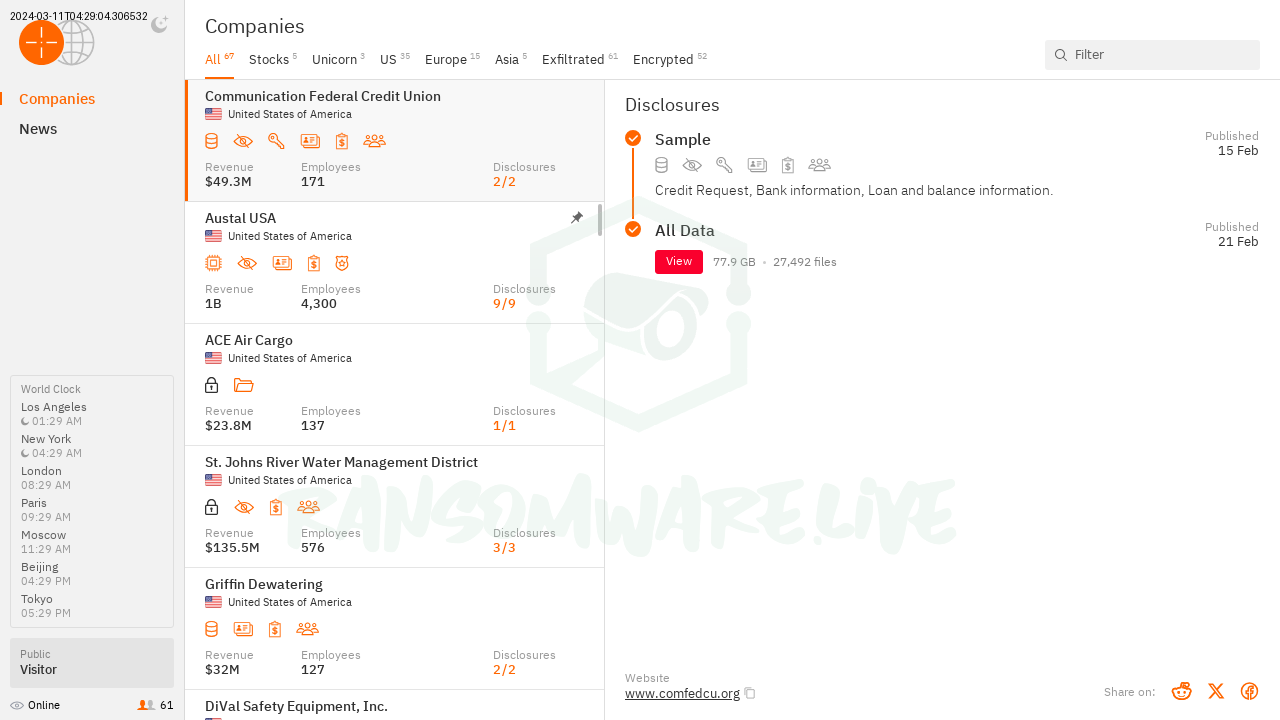 2024-03-11T04:29:04.306532
Companies
News
World Clock
Los Angeles
01:29 AM
New York
04:29 AM
London
08:29 AM
Paris
09:29 AM
Moscow
11:29 AM
Beijing
04:29 PM
Tokyo
05:29 PM
Public
Visitor
Online 61
Companies
All 67 Stocks 5 Unicorn 3 US 35 Europe 15 Asia 5 Exfiltrated 61 Encrypted 52
Filter
Communication Federal Credit Union
United States of America
Revenue Employees Disclosures
$49.3M 171 2/2
Austal USA
United States of America
Revenue Employees Disclosures
1B 4,300 9/9
ACE Air Cargo
United States of America
Revenue Employees Disclosures
$23.8M 137 1/1
St. Johns River Water Management District
United States of America
Revenue Employees Disclosures
$135.5M 576 3/3
Griffin Dewatering
United States of America
Revenue Employees Disclosures
$32M 127 2/2
DiVal Safety Equipment, Inc.
Disclosures
Sample
Published
15 Feb
Credit Request, Bank information, Loan and balance information.
All Data
Published
21 Feb
View 77.9 GB • 27,492 files
RANSOMWARE.LIVE
Website
www.comfedcu.org
Share on: